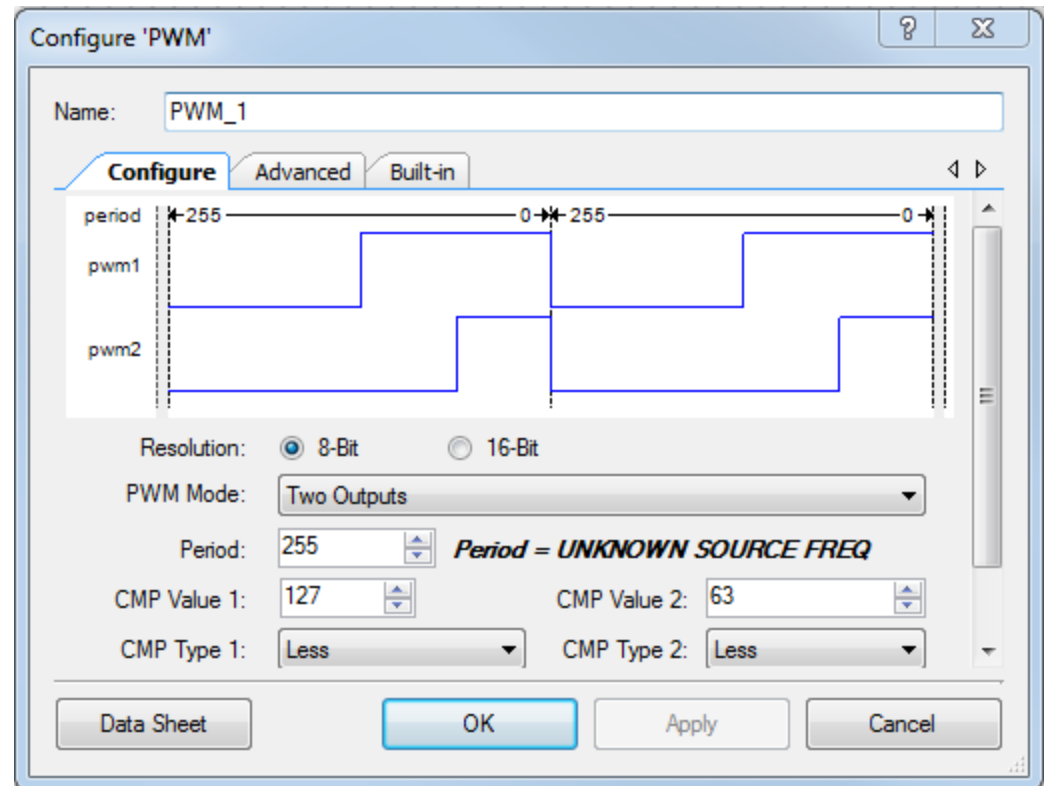 Configure 'PWM'
Name: PWM_1
Configure Advanced Built-in
period 255 0 255 0
pwm1
pwm2
Resolution: 8-Bit 16-Bit
PWM Mode: Two Outputs
Period: 255 Period = UNKNOWN SOURCE FREQ
CMP Value 1: 127 CMP Value 2: 63
CMP Type 1: Less CMP Type 2: Less
Data Sheet OK Apply Cancel